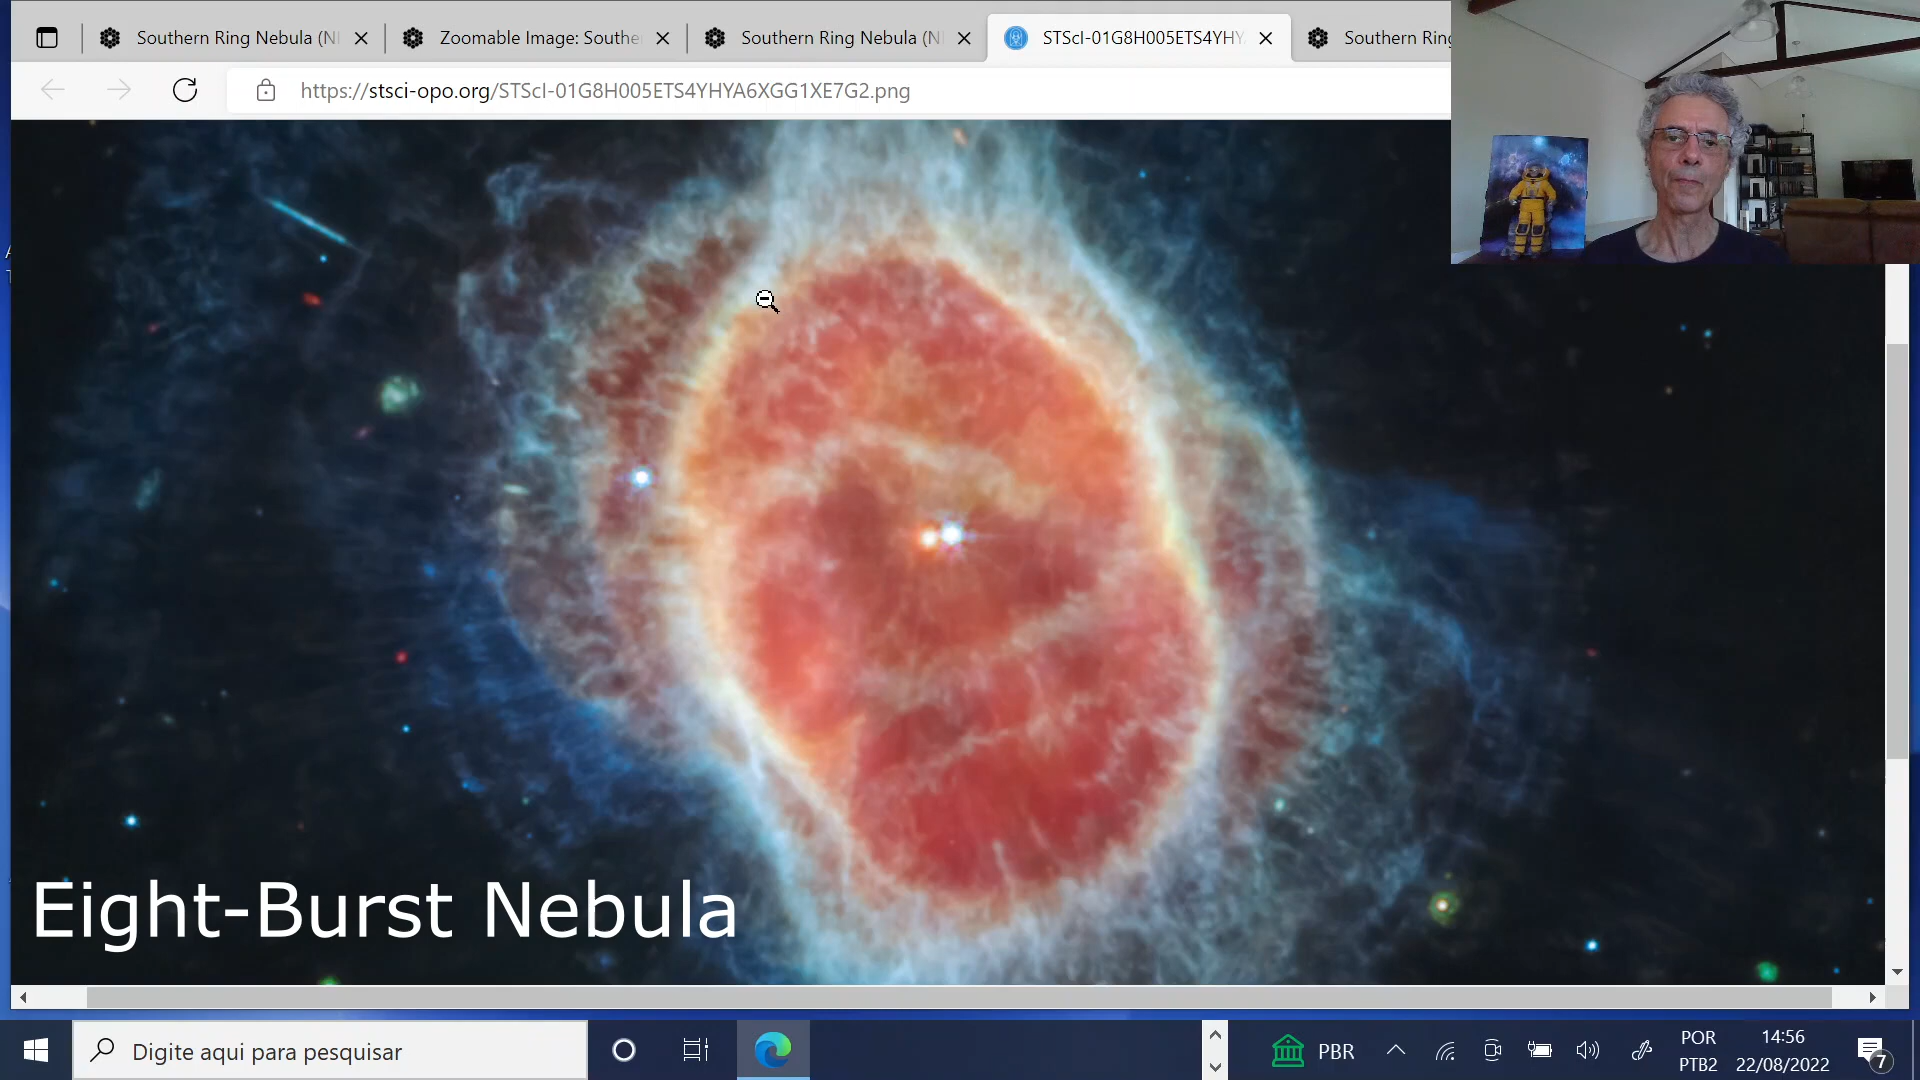 Southern Ring Nebula (N
Zoomable Image: Southe
Southern Ring Nebula (N
STScI-01G8H005ETS4YHY
Southern Ring
https://stsci-opo.org/STScI-01G8H005ETS4YHYA6XGG1XE7G2.png
Eight-Burst Nebula
Digite aqui para pesquisar
PBR
POR
PTB2
14:56
22/08/2022
7